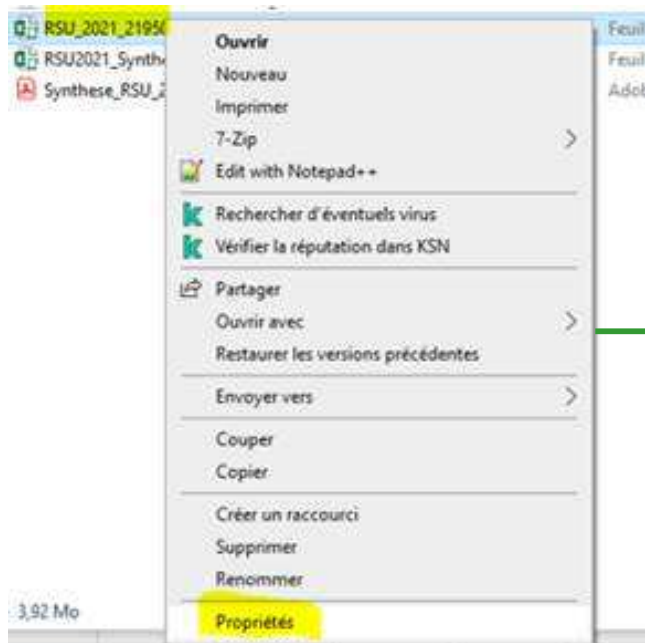 RSU_2021_2195
RSU2021_Synth
Synthese_RSU_2
Feuil
Feuil
Adob
Ouvrir
Nouveau
Imprimer
7-Zip
Edit with Notepad++
Rechercher d'éventuels virus
Vérifier la réputation dans KSN
Partager
Ouvrir avec
Restaurer les versions précédentes
Envoyer vers
Couper
Copier
Créer un raccourci
Supprimer
Renommer
Propriétés
3,92 Mo